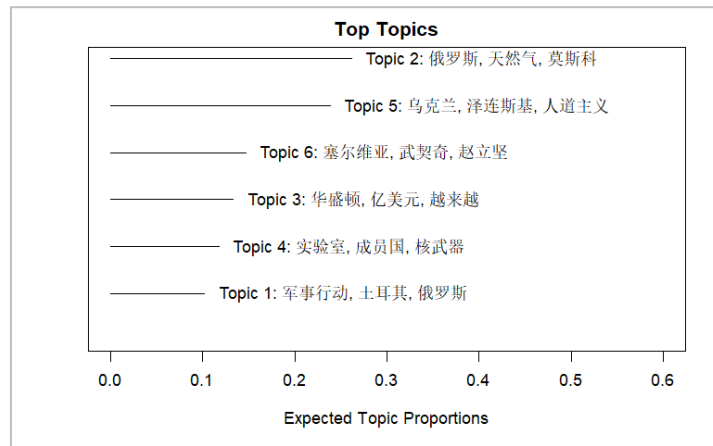 Top Topics
Topic 2: 俄罗斯, 天然气, 莫斯科
Topic 5: 乌克兰, 泽连斯基, 人道主义
Topic 6: 塞尔维亚, 武契奇, 赵立坚
Topic 3: 华盛顿, 亿美元, 越来越
Topic 4: 实验室, 成员国, 核武器
Topic 1: 军事行动, 土耳其, 俄罗斯
0.0 0.1 0.2 0.3 0.4 0.5 0.6
Expected Topic Proportions